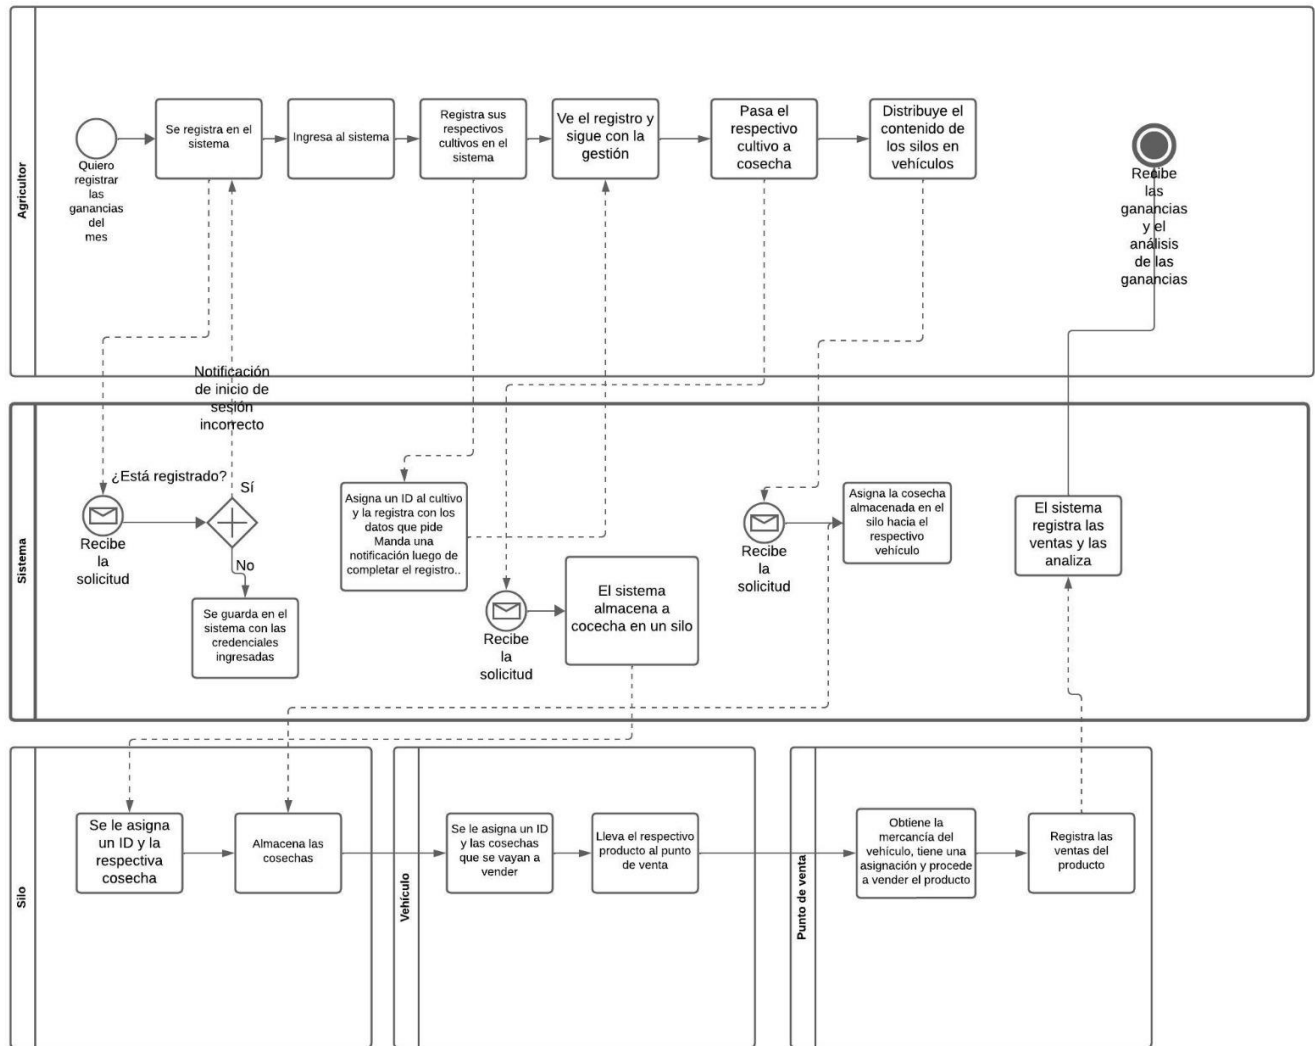 Agricultor
Quiero
registrar
las
ganancias
del
mes
Se registra en el
sistema
Ingresa al sistema
Registra sus
respectivos
cultivos en el
sistema
Ve el registro y
sigue con la
gestión
Pasa el
respectivo
cultivo a
cosecha
Distribuye el
contenido de
los silos en
vehículos
Recibe
las
ganancias
y el
análisis
de las
ganancias
Notificación
de inicio de
sesión
incorrecto
Sistema
¿Está registrado?
Sí
No
Recibe
la
solicitud
Se guarda en el
sistema con las
credenciales
ingresadas
Asigna un ID al cultivo
y la registra con los
datos que pide
Manda una
notificación luego de
completar el registro..
Recibe
la
solicitud
El sistema
almacena a
cocecha en un silo
Recibe
la
solicitud
Asigna la cosecha
almacenada en el
silo hacia el
respectivo
vehículo
El sistema
registra las
ventas y las
analiza
Silo
Se le asigna
un ID y la
respectiva
cosecha
Almacena las
cosechas
Vehículo
Se le asigna un ID
y las cosechas
que se vayan a
vender
Lleva el respectivo
producto al punto
de venta
Punto de venta
Obtiene la
mercancía del
vehículo, tiene una
asignación y procede
a vender el producto
Registra las
ventas del
producto